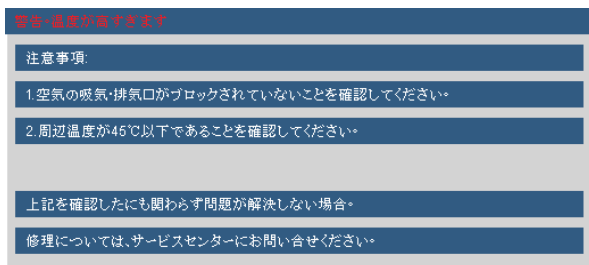 警告・温度が高すぎます
注意事項:
1.空気の吸気・排気口がブロックされていないことを確認してください。
2.周辺温度が45℃以下であることを確認してください。
上記を確認したにも関わらず問題が解決しない場合。
修理については、サービスセンターにお問い合せください。